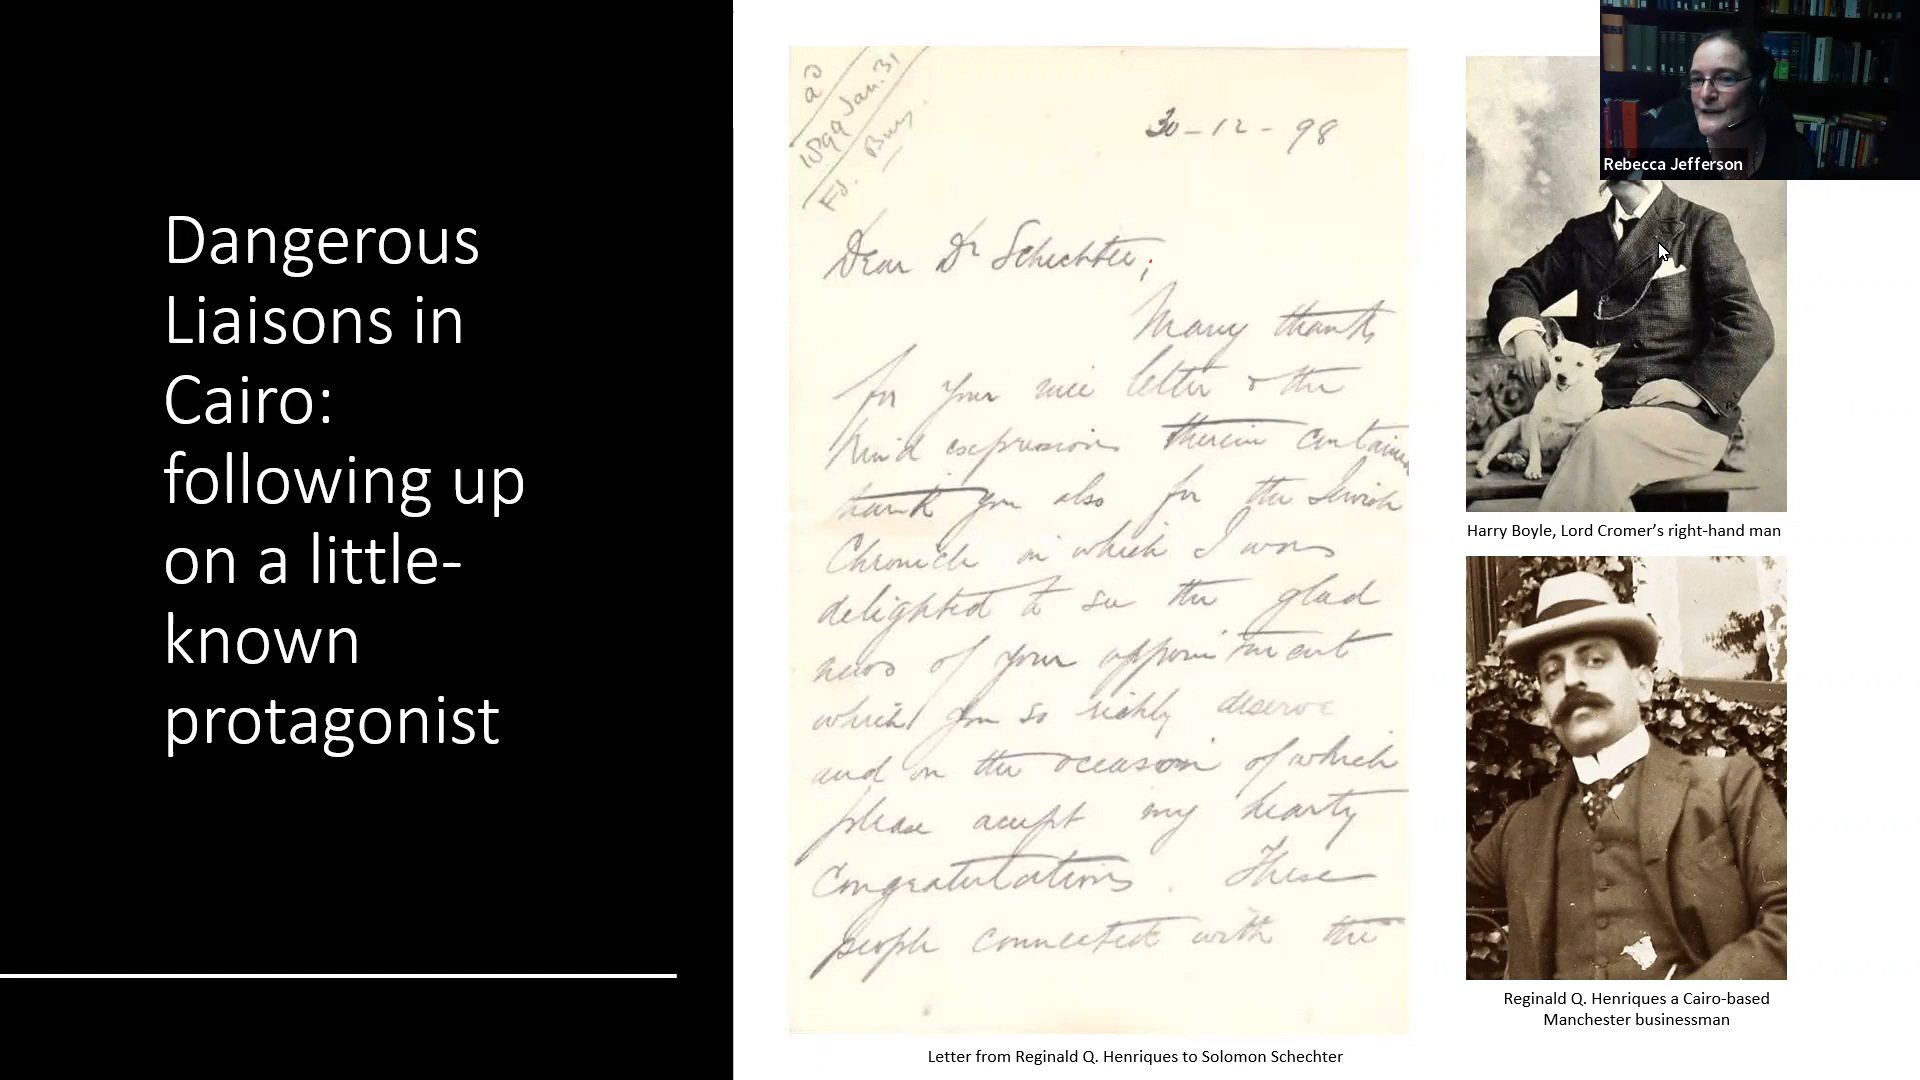 Dangerous
Liaisons in
Cairo:
following up
on a little-
known
protagonist
1899 Jan. 31
30-12-98
Dear Dr Schechter;
Many thanks
for your nice letter & the
kind expression therein contained
thank you also for the Jewish
Chronicle in which I was
delighted to see the glad
news of your appointment
which you so richly deserve
and on the occasion of which
please accept my hearty
Congratulations. These
people connected with the
Letter from Reginald Q. Henriques to Solomon Schechter
Rebecca Jefferson
Harry Boyle, Lord Cromer’s right-hand man
Reginald Q. Henriques a Cairo-based
Manchester businessman